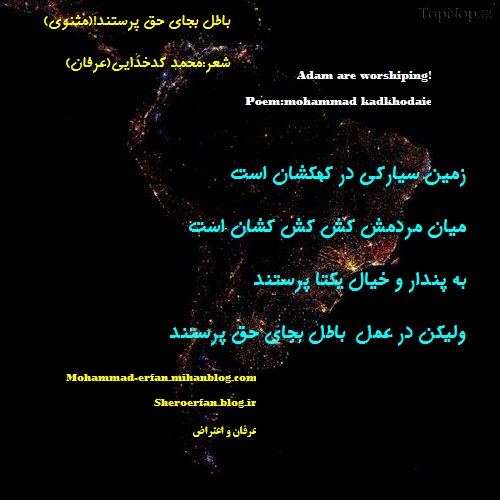 TopNop.ir
باطل بجای حق پرستند!(مثنوی)
شعر:محمد کدخدایی(عرفان)
Adam are worshiping!
Poem:mohammad kadkhodaie
زمین سیارکی در کهکشان است
میان مردمش کش کش کشان است
به پندار و خیال یکتا پرستند
ولیکن در عمل باطل بجای حق پرستند
Mohammad-erfan.mihanblog.com
Sheroerfan.blog.ir
عرفان و اعتراض